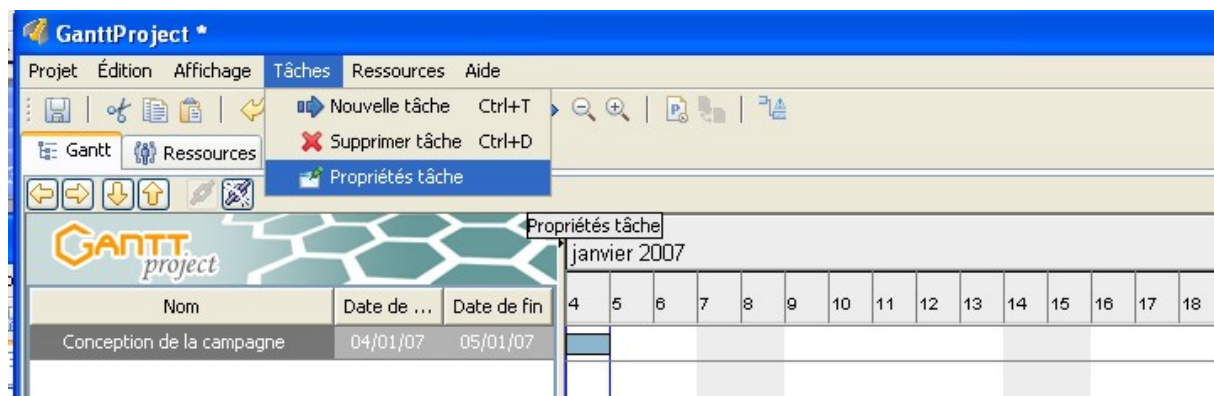 GanttProject *
Projet Édition Affichage Tâches Ressources Aide
Nouvelle tâche Ctrl+T
Supprimer tâche Ctrl+D
Gantt Ressources
Propriétés tâche
Propriétés tâche
GANTT project
janvier 2007
Nom Date de ... Date de fin 4 5 6 7 8 9 10 11 12 13 14 15 16 17 18
Conception de la campagne 04/01/07 05/01/07